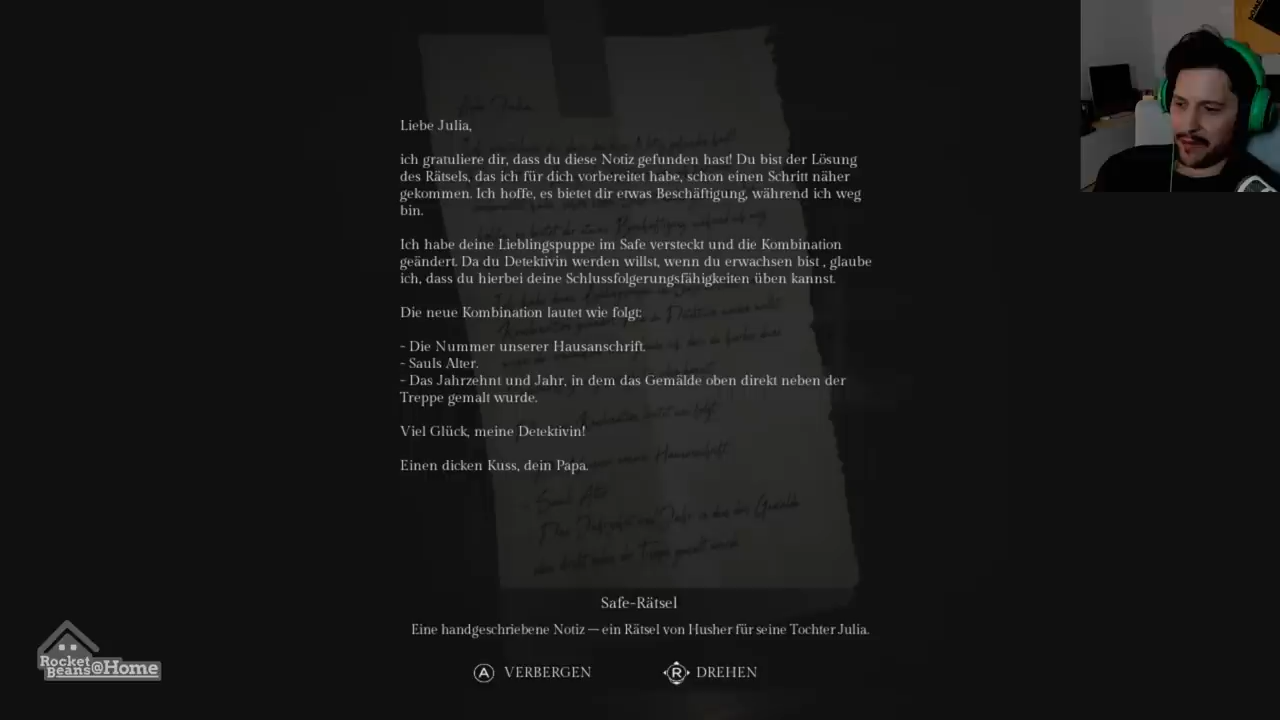 Liebe Julia,
ich gratuliere dir, dass du diese Notiz gefunden hast! Du bist der Lösung
des Rätsels, das ich für dich vorbereitet habe, schon einen Schritt näher
gekommen. Ich hoffe, es bietet dir etwas Beschäftigung, während ich weg
bin.
Ich habe deine Lieblingspuppe im Safe versteckt und die Kombination
geändert. Da du Detektivin werden willst, wenn du erwachsen bist , glaube
ich, dass du hierbei deine Schlussfolgerungsfähigkeiten üben kannst.
Die neue Kombination lautet wie folgt:
- Die Nummer unserer Hausanschrift.
- Sauls Alter.
- Das Jahrzehnt und Jahr, in dem das Gemälde oben direkt neben der
Treppe gemalt wurde.
Viel Glück, meine Detektivin!
Einen dicken Kuss, dein Papa.
Safe-Rätsel
Eine handgeschriebene Notiz – ein Rätsel von Husher für seine Tochter Julia.
A VERBERGEN R DREHEN
Rocket
Beans@Home